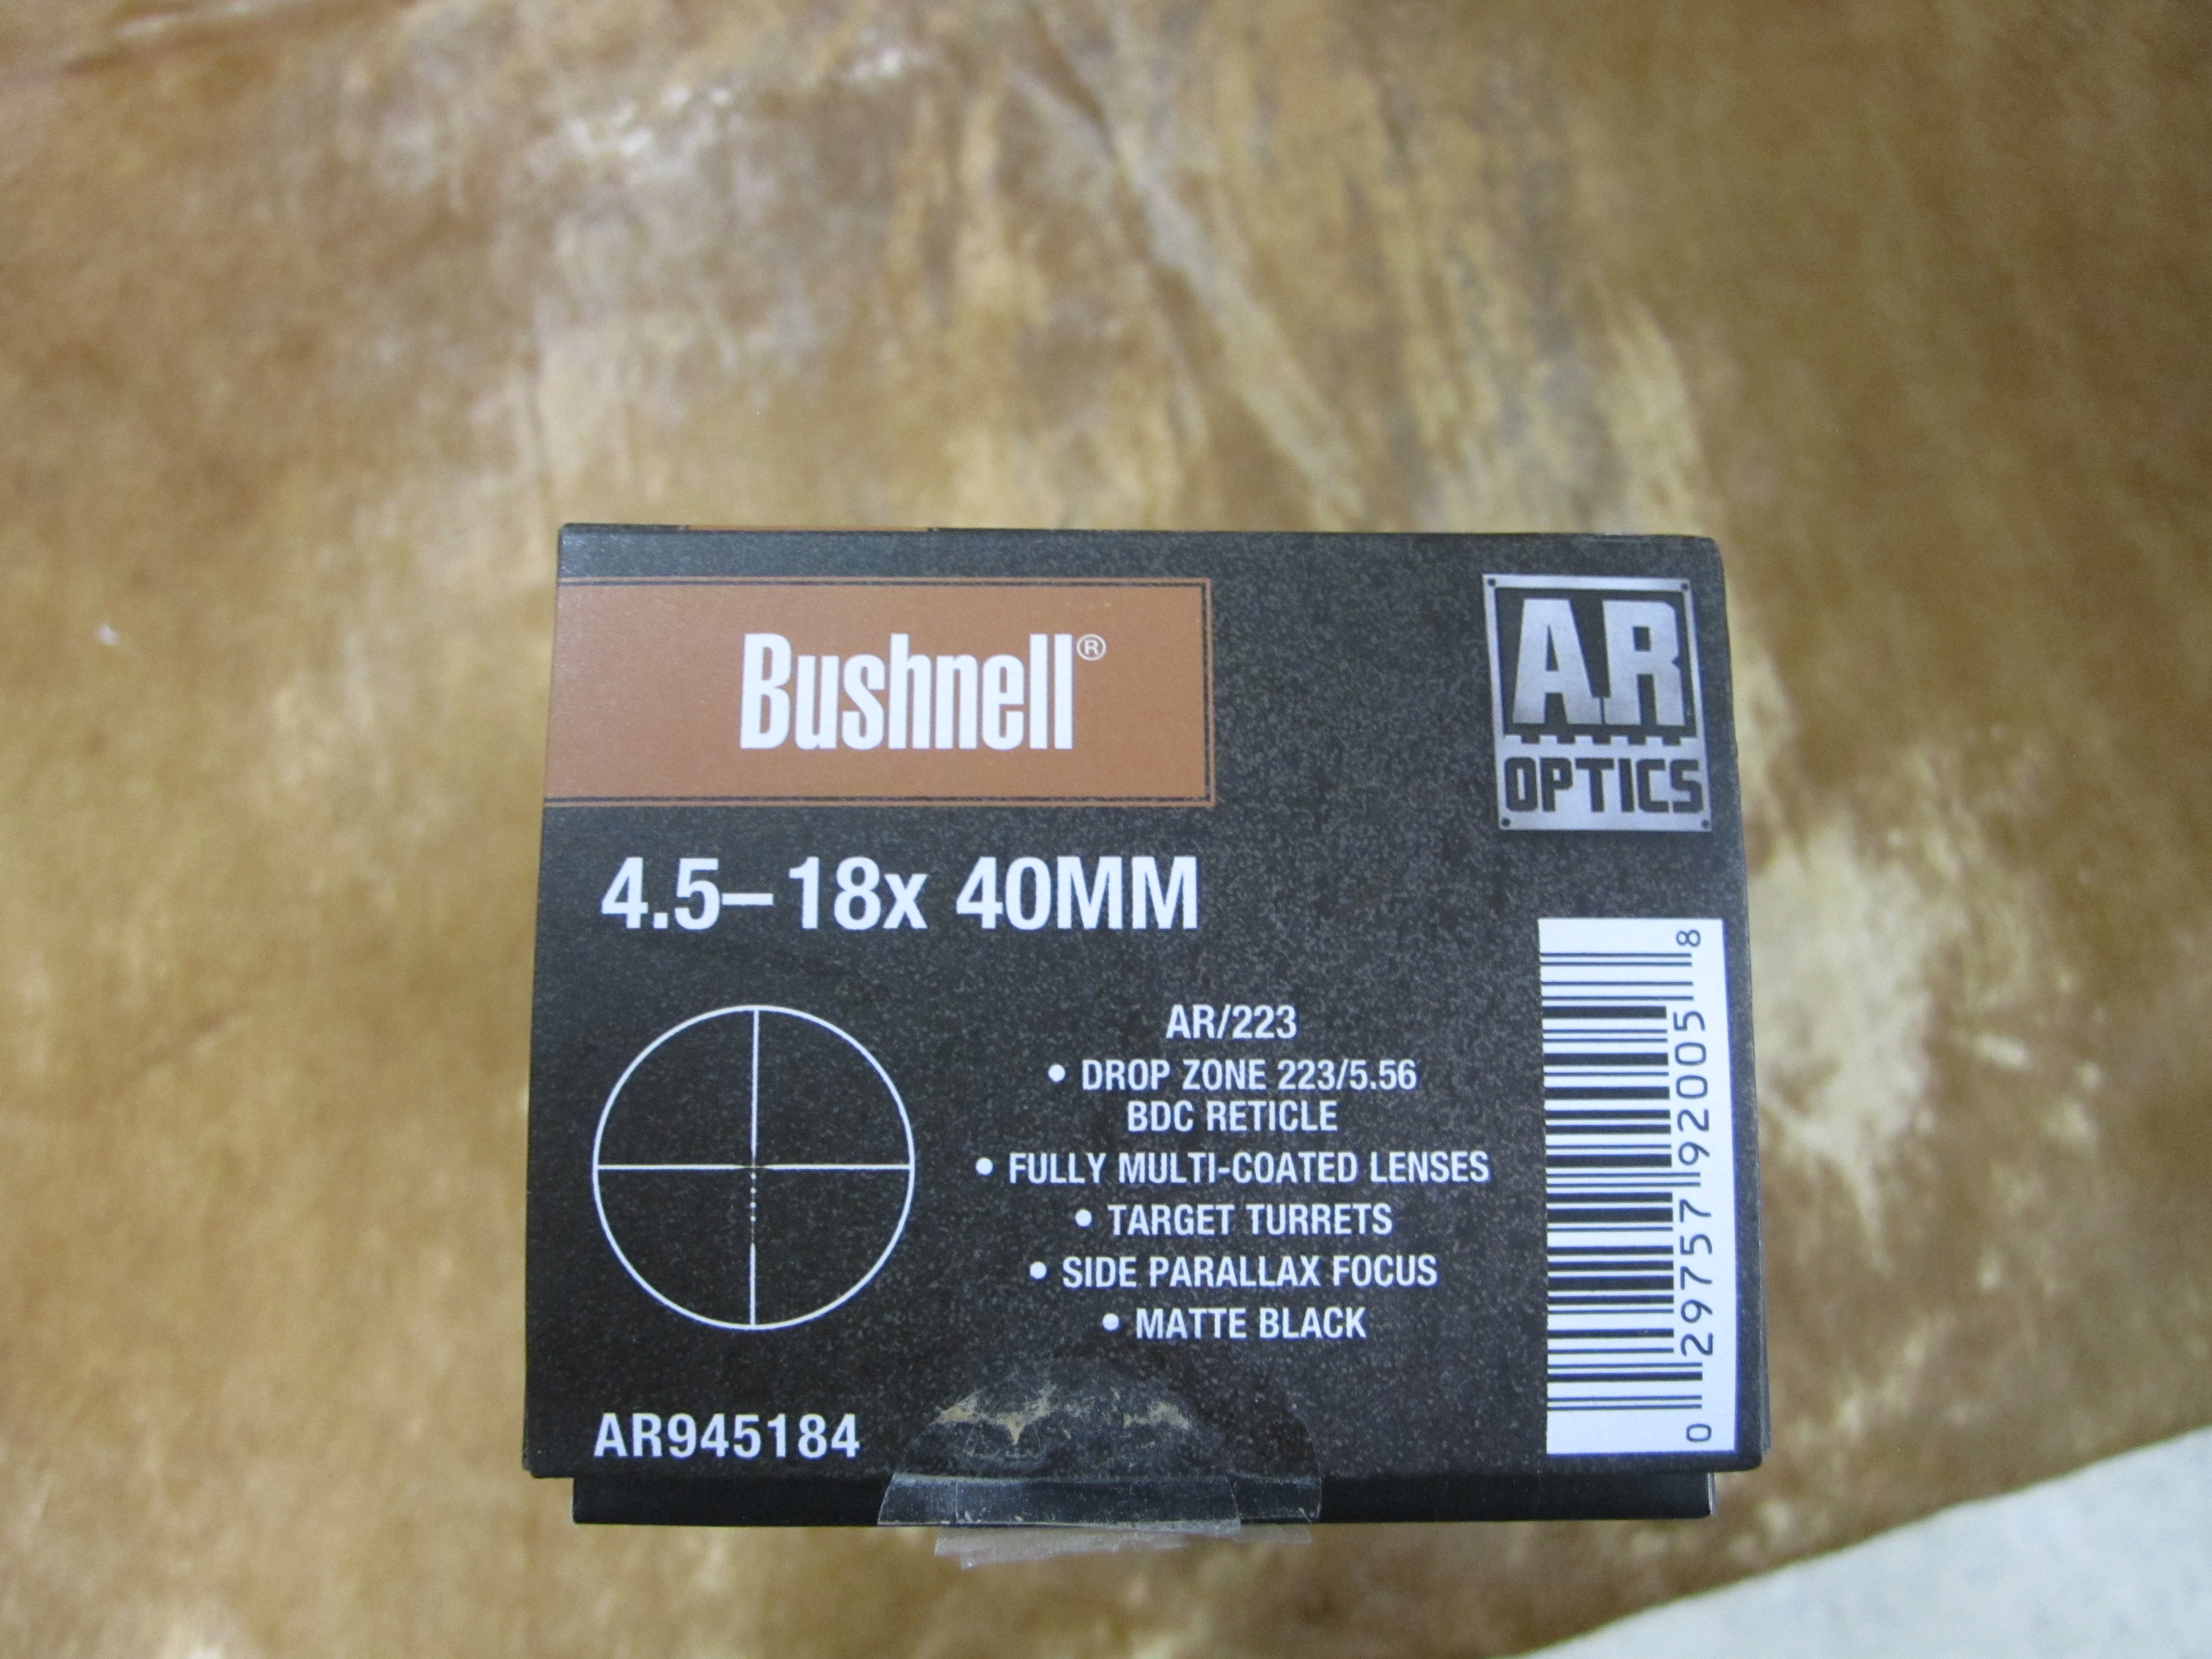 Bushnell®
AR
OPTICS
4.5–18x 40MM
AR/223
• DROP ZONE 223/5.56
BDC RETICLE
• FULLY MULTI-COATED LENSES
• TARGET TURRETS
• SIDE PARALLAX FOCUS
• MATTE BLACK
AR945184
0 29757 92005 8